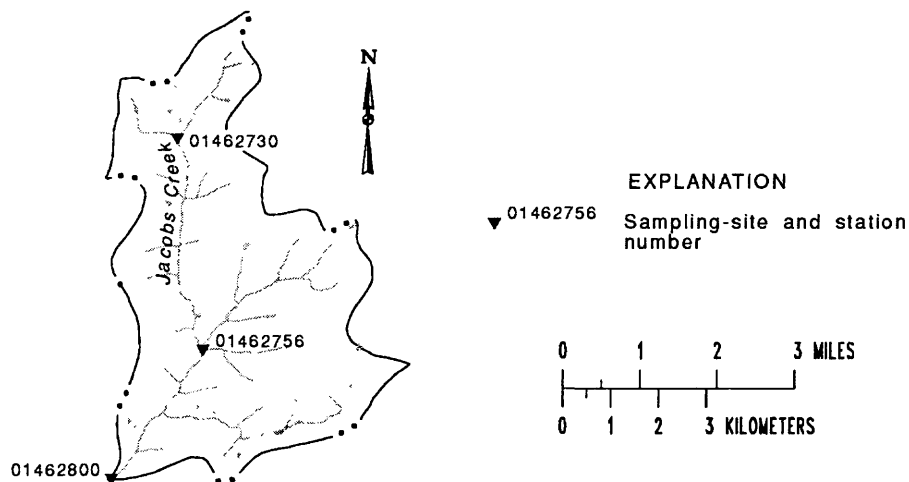 N
01462730
Jacobs Creek
EXPLANATION
01462756 Sampling-site and station
number
01462756
0 1 2 3 MILES
0 1 2 3 KILOMETERS
01462800